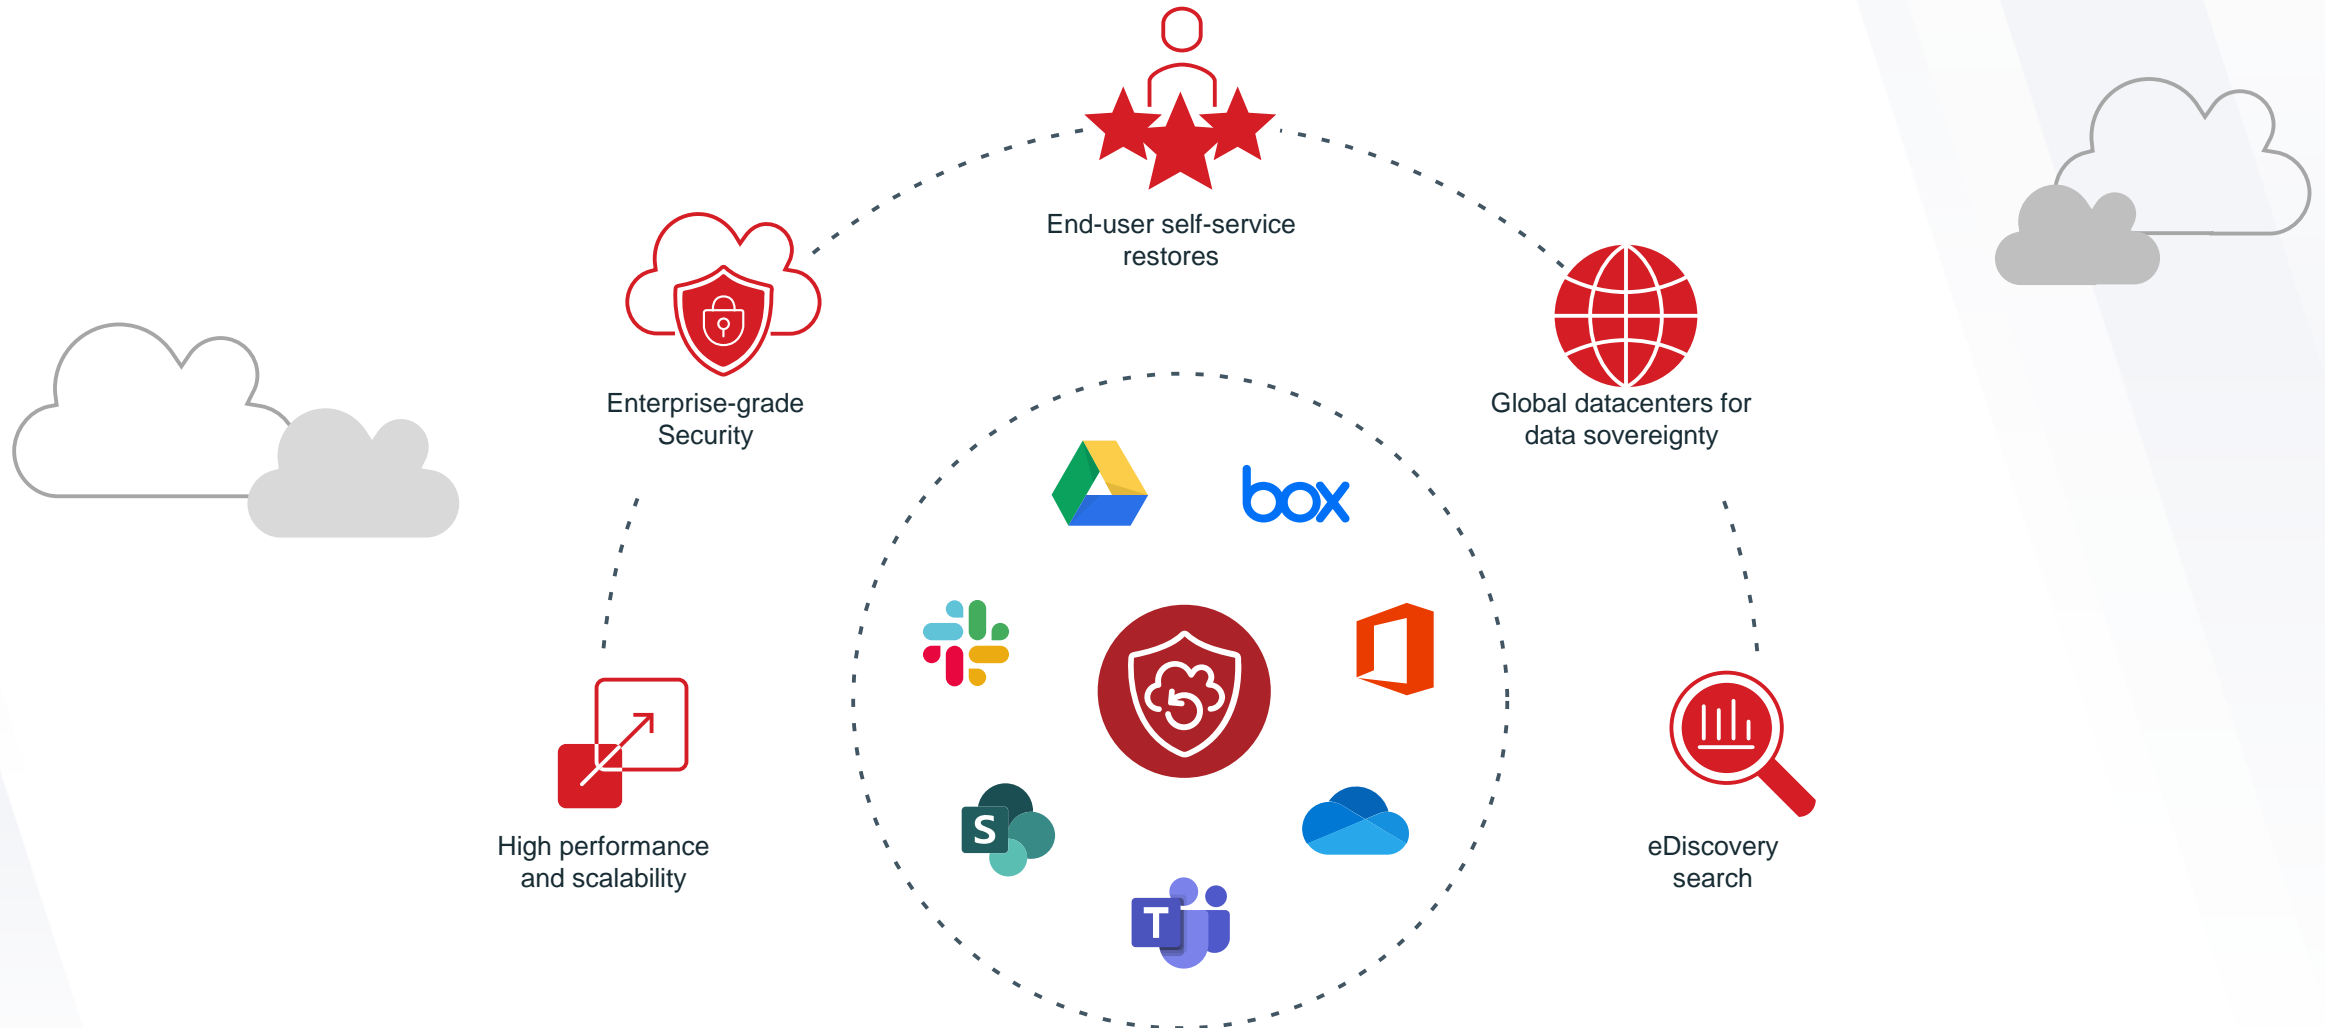 End-user self-service
restores
Enterprise-grade
Security
Global datacenters for
data sovereignty
box
S
T
High performance
and scalability
eDiscovery
search